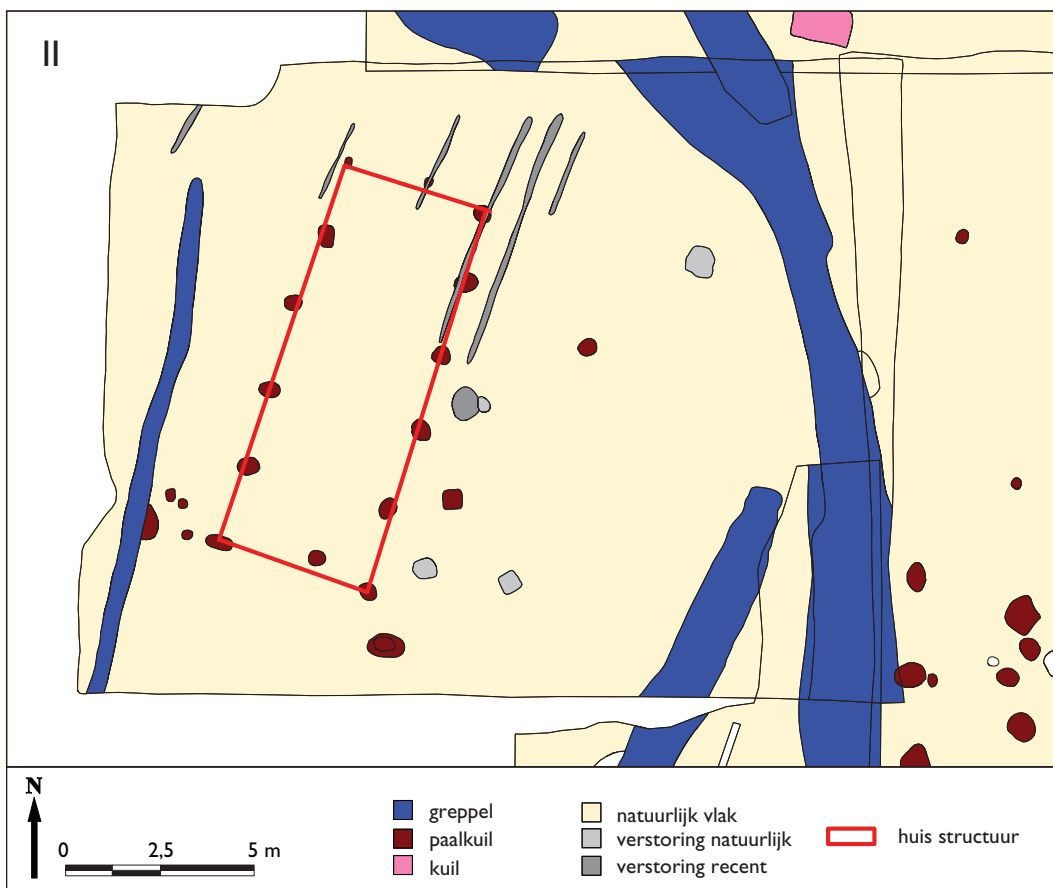 II
N
0 2,5 5 m
greppel
paalkuil
kuil
natuurlijk vlak
verstoring natuurlijk
verstoring recent
huis structuur